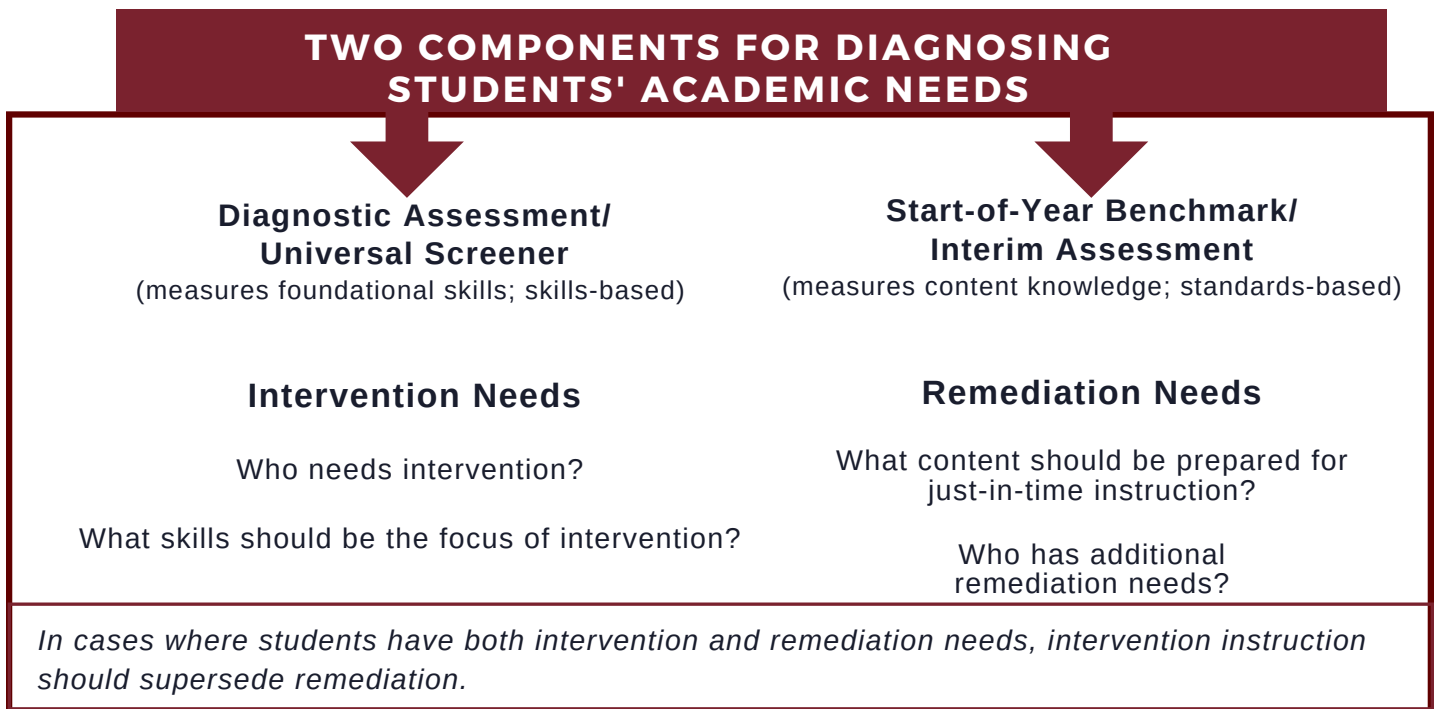 TWO COMPONENTS FOR DIAGNOSING
STUDENTS' ACADEMIC NEEDS
Diagnostic Assessment/
Universal Screener
(measures foundational skills; skills-based)
Intervention Needs
Who needs intervention?
What skills should be the focus of intervention?
Start-of-Year Benchmark/
Interim Assessment
(measures content knowledge; standards-based)
Remediation Needs
What content should be prepared for
just-in-time instruction?
Who has additional
remediation needs?
In cases where students have both intervention and remediation needs, intervention instruction
should supersede remediation.